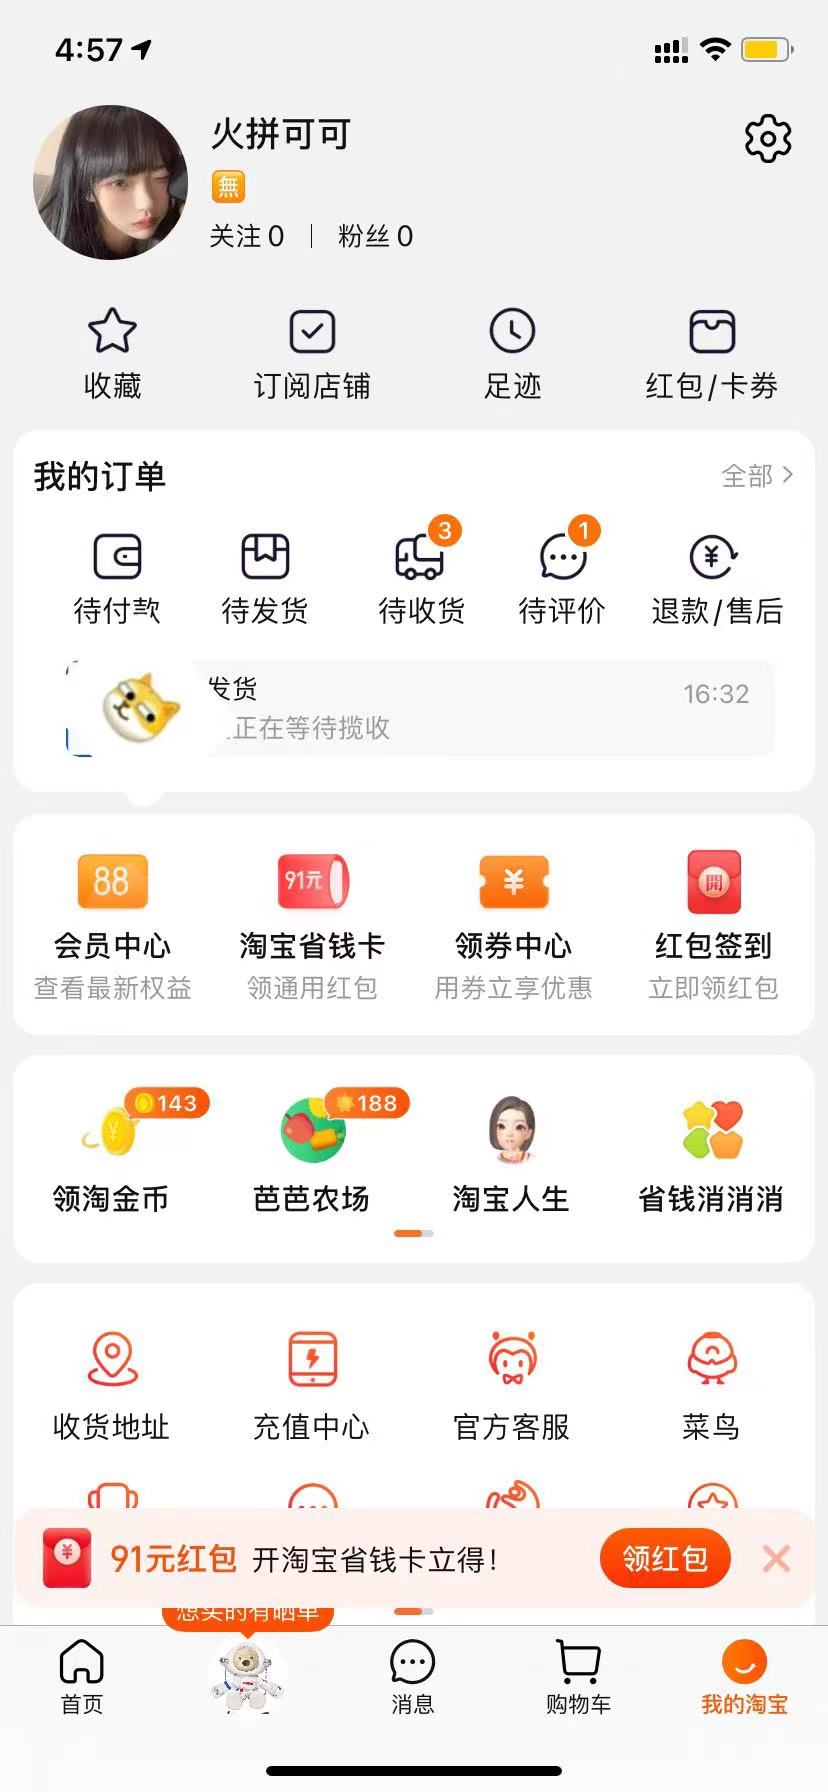 4:57
火拼可可
無
关注 0 | 粉丝 0
收藏 订阅店铺 足迹 红包/卡券
我的订单 全部
3 1
待付款 待发货 待收货 待评价 退款/售后
发货 16:32
正在等待揽收
88 91元 ¥ 開
会员中心 淘宝省钱卡 领券中心 红包签到
查看最新权益 领通用红包 用券立享优惠 立即领红包
143 188
领淘金币 芭芭农场 淘宝人生 省钱消消消
收货地址 充值中心 官方客服 菜鸟
¥ 91元红包 开淘宝省钱卡立得! 领红包
想买的有晒单
首页 消息 购物车 我的淘宝